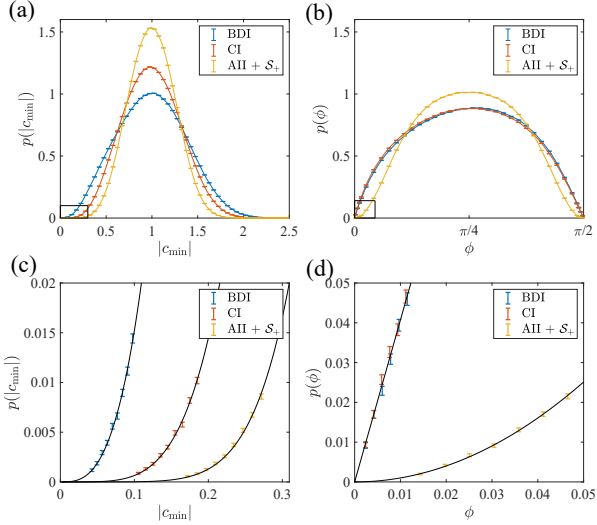 (a)
BDI
CI
AII + 𝒮₊
p(|c_min|)
1.5
1
0.5
0
0 0.5 1 1.5 2 2.5
|c_min|
(b)
BDI
CI
AII + 𝒮₊
p(ϕ)
1.5
1
0.5
0
0 π/4 π/2
ϕ
(c)
BDI
CI
AII + 𝒮₊
p(|c_min|)
0.02
0.015
0.01
0.005
0
0 0.1 0.2 0.3
|c_min|
(d)
BDI
CI
AII + 𝒮₊
p(ϕ)
0.05
0.04
0.03
0.02
0.01
0
0 0.01 0.02 0.03 0.04 0.05
ϕ